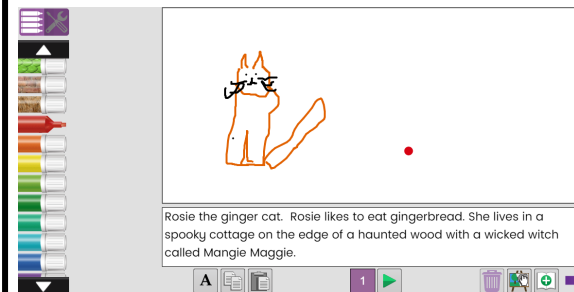 Rosie the ginger cat.  Rosie likes to eat gingerbread. She lives in a
spooky cottage on the edge of a haunted wood with a wicked witch
called Mangie Maggie.
A
1